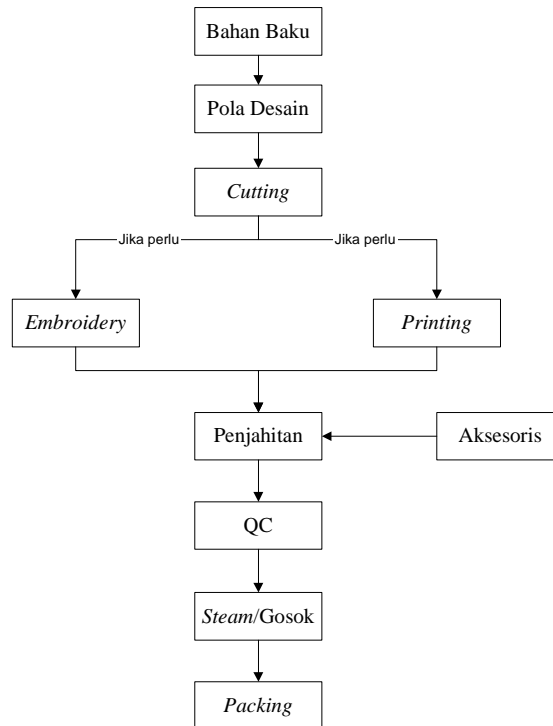 Bahan Baku
Pola Desain
Cutting
Jika perlu
Jika perlu
Embroidery
Printing
Penjahitan
Aksesoris
QC
Steam/Gosok
Packing